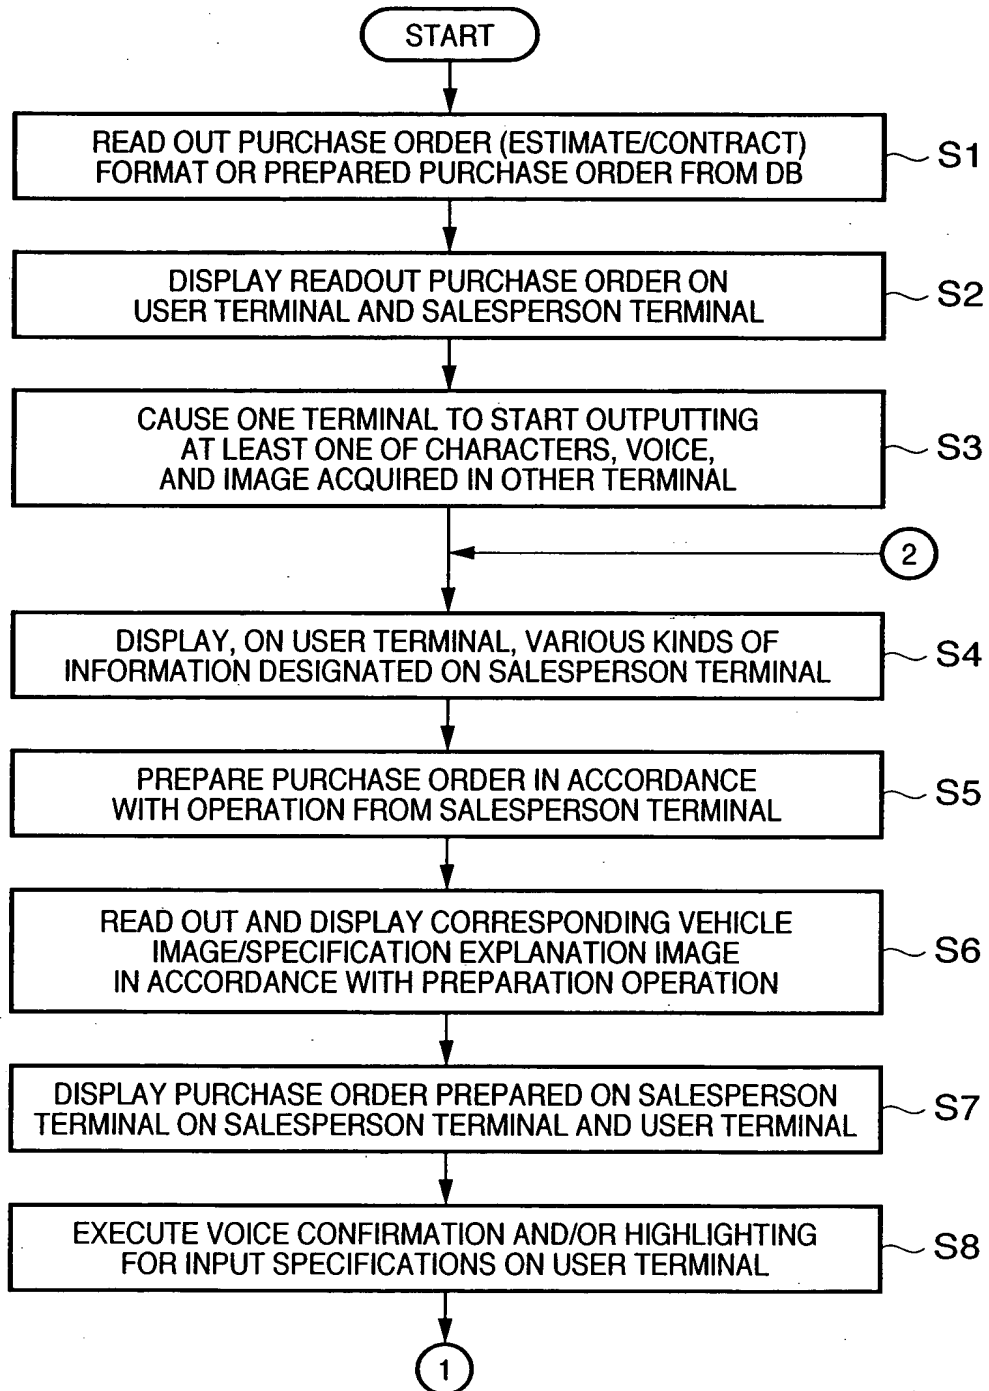 START
READ OUT PURCHASE ORDER (ESTIMATE/CONTRACT)
FORMAT OR PREPARED PURCHASE ORDER FROM DB
S1
DISPLAY READOUT PURCHASE ORDER ON
USER TERMINAL AND SALESPERSON TERMINAL
S2
CAUSE ONE TERMINAL TO START OUTPUTTING
AT LEAST ONE OF CHARACTERS, VOICE,
AND IMAGE ACQUIRED IN OTHER TERMINAL
S3
2
DISPLAY, ON USER TERMINAL, VARIOUS KINDS OF
INFORMATION DESIGNATED ON SALESPERSON TERMINAL
S4
PREPARE PURCHASE ORDER IN ACCORDANCE
WITH OPERATION FROM SALESPERSON TERMINAL
S5
READ OUT AND DISPLAY CORRESPONDING VEHICLE
IMAGE/SPECIFICATION EXPLANATION IMAGE
IN ACCORDANCE WITH PREPARATION OPERATION
S6
DISPLAY PURCHASE ORDER PREPARED ON SALESPERSON
TERMINAL ON SALESPERSON TERMINAL AND USER TERMINAL
S7
EXECUTE VOICE CONFIRMATION AND/OR HIGHLIGHTING
FOR INPUT SPECIFICATIONS ON USER TERMINAL
S8
1